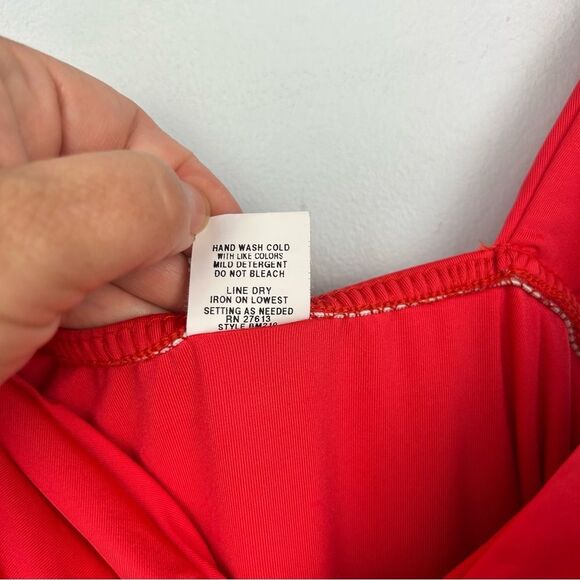 HAND WASH COLD
WITH LIKE COLORS
MILD DETERGENT
DO NOT BLEACH
LINE DRY
IRON ON LOWEST
SETTING AS NEEDED
RN 27613
STYLE